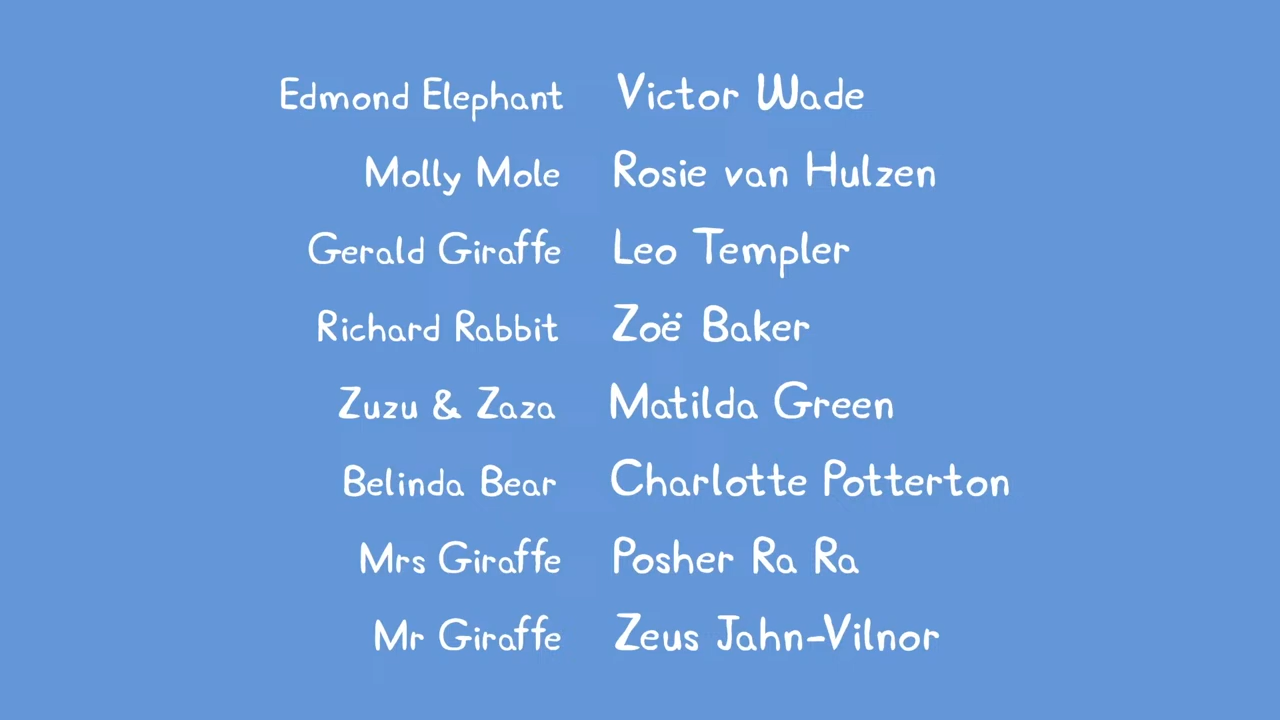 Edmond Elephant Victor Wade
Molly Mole Rosie van Hulzen
Gerald Giraffe Leo Templer
Richard Rabbit Zoë Baker
Zuzu & Zaza Matilda Green
Belinda Bear Charlotte Potterton
Mrs Giraffe Posher Ra Ra
Mr Giraffe Zeus Jahn-Vilnor